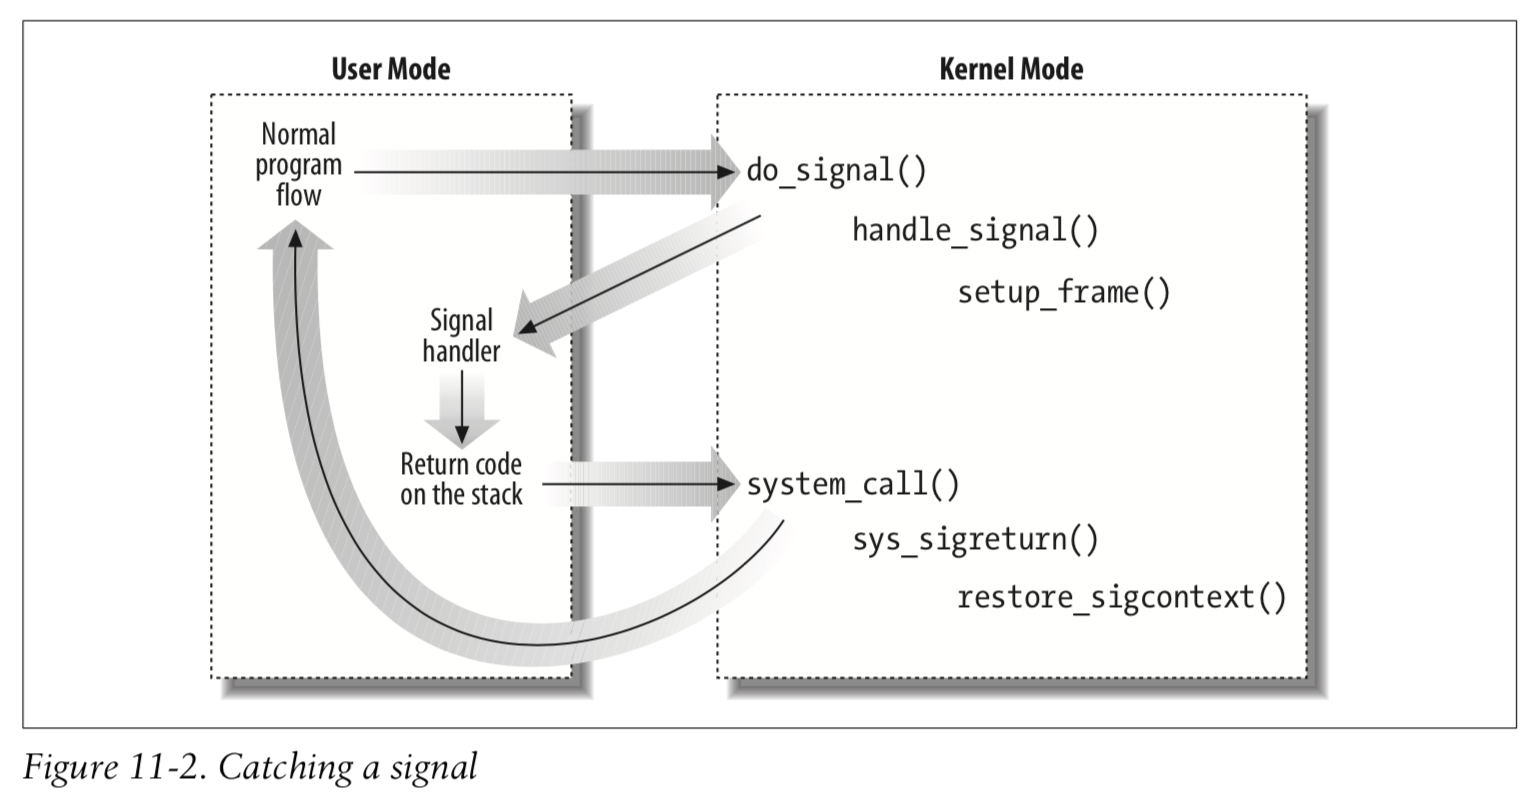 User Mode
Kernel Mode
Normal
program
flow
do_signal()
handle_signal()
setup_frame()
Signal
handler
Return code
on the stack
system_call()
sys_sigreturn()
restore_sigcontext()
Figure 11-2. Catching a signal